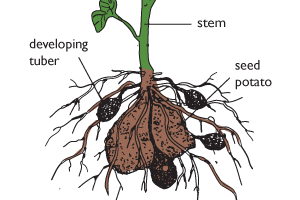 stem
developing
tuber
seed
potato